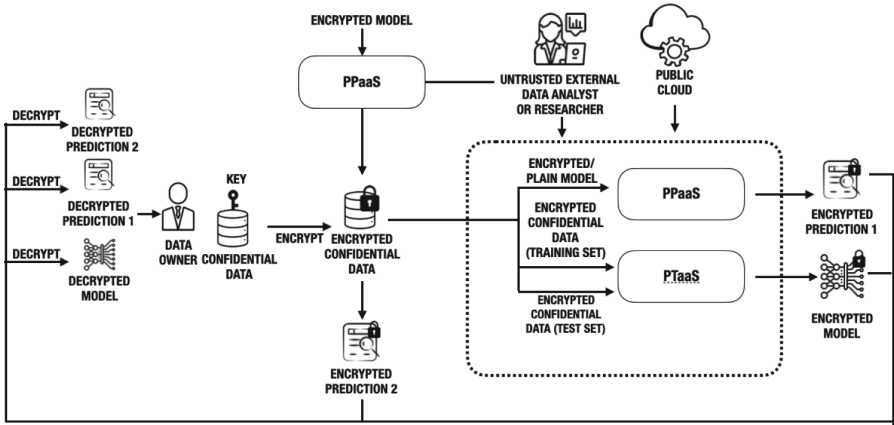 ENCRYPTED MODEL
PPaaS
UNTRUSTED EXTERNAL
DATA ANALYST
OR RESEARCHER
PUBLIC
CLOUD
DECRYPT
DECRYPTED
PREDICTION 2
DECRYPT
DECRYPTED
PREDICTION 1
DECRYPT
DECRYPTED
MODEL
DATA
OWNER
KEY
CONFIDENTIAL
DATA
ENCRYPT
ENCRYPTED
CONFIDENTIAL
DATA
ENCRYPTED
PREDICTION 2
ENCRYPTED/
PLAIN MODEL
ENCRYPTED
CONFIDENTIAL
DATA
(TRAINING SET)
ENCRYPTED
CONFIDENTIAL
DATA (TEST SET)
PPaaS
PTaaS
ENCRYPTED
PREDICTION 1
ENCRYPTED
MODEL